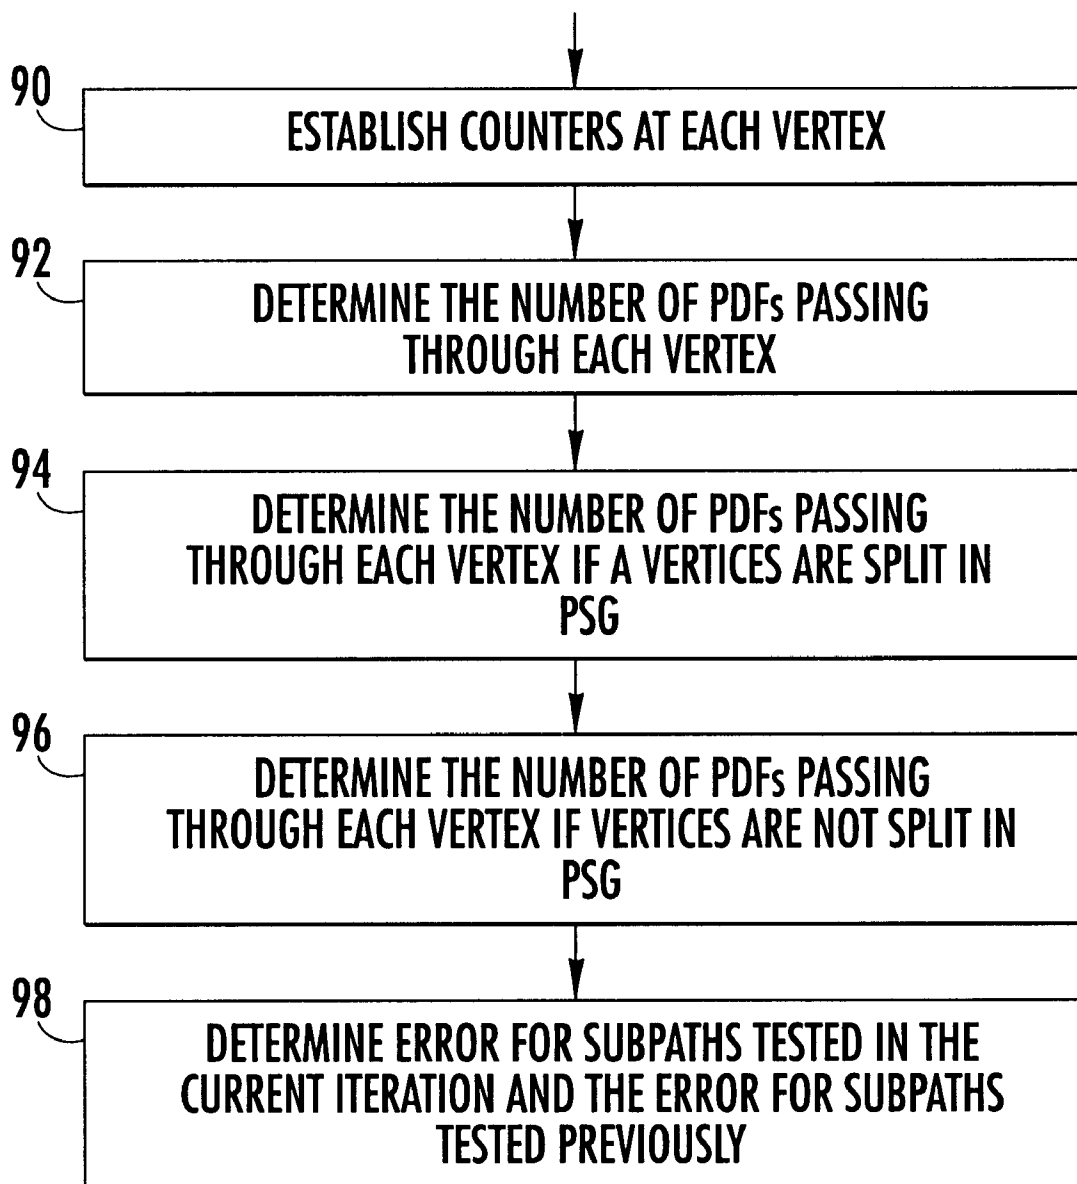 90
ESTABLISH COUNTERS AT EACH VERTEX
92
DETERMINE THE NUMBER OF PDFs PASSING
THROUGH EACH VERTEX
94
DETERMINE THE NUMBER OF PDFs PASSING
THROUGH EACH VERTEX IF A VERTICES ARE SPLIT IN
PSG
96
DETERMINE THE NUMBER OF PDFs PASSING
THROUGH EACH VERTEX IF VERTICES ARE NOT SPLIT IN
PSG
98
DETERMINE ERROR FOR SUBPATHS TESTED IN THE
CURRENT ITERATION AND THE ERROR FOR SUBPATHS
TESTED PREVIOUSLY